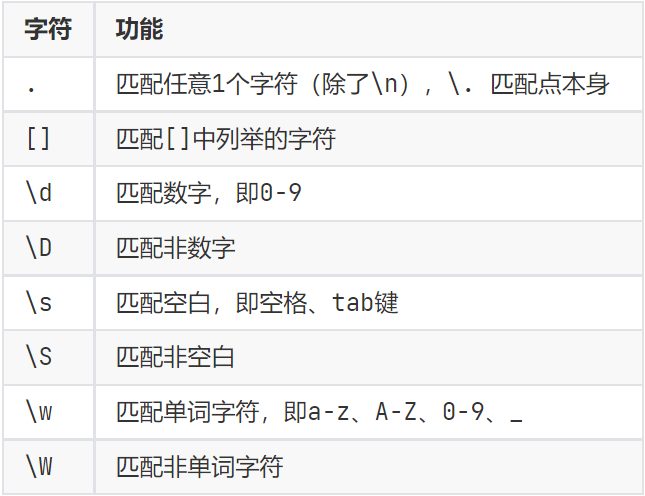 字符 功能
. 匹配任意1个字符（除了\n），\. 匹配点本身
[] 匹配[]中列举的字符
\d 匹配数字，即0-9
\D 匹配非数字
\s 匹配空白，即空格、tab键
\S 匹配非空白
\w 匹配单词字符，即a-z、A-Z、0-9、_
\W 匹配非单词字符